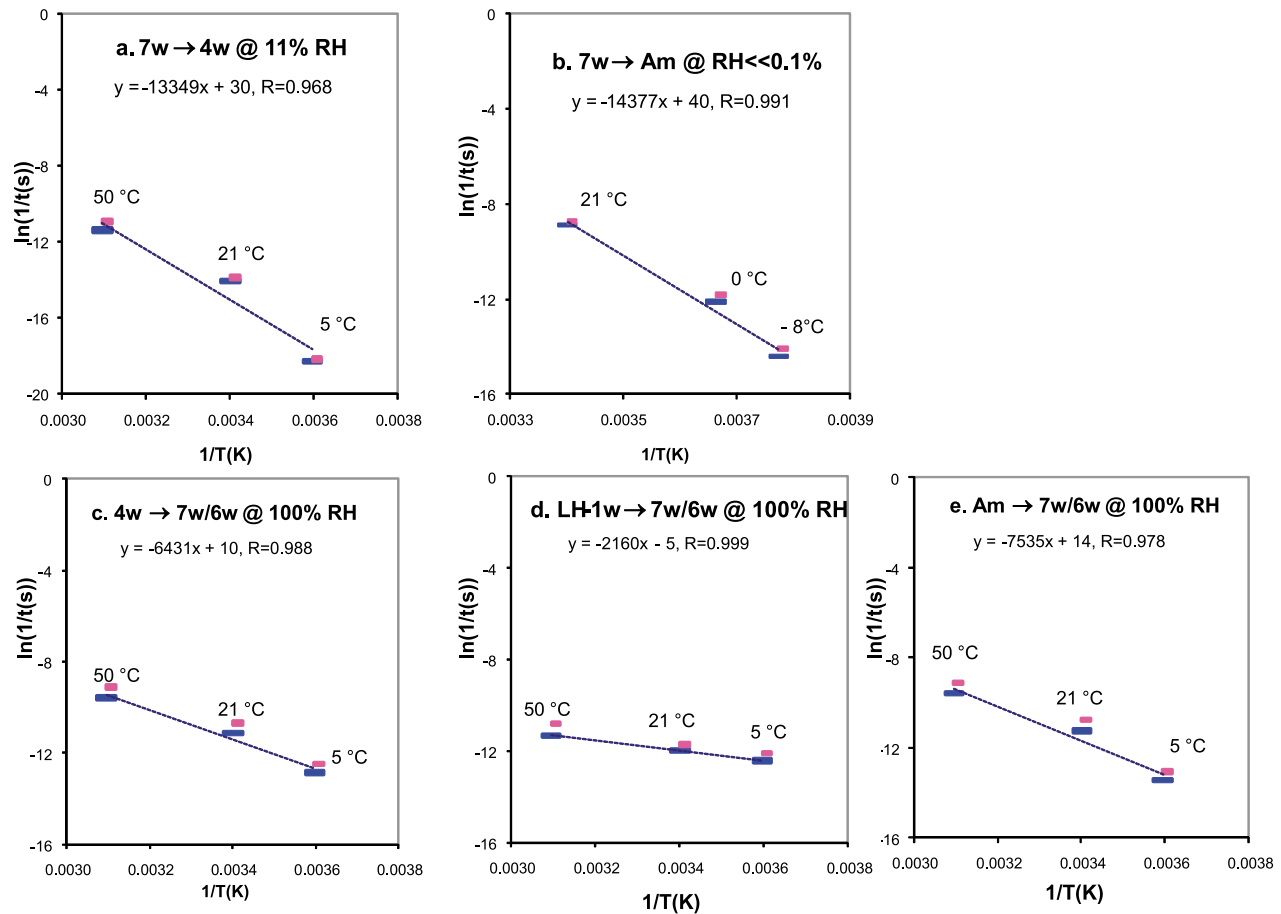 a. 7w → 4w @ 11% RH
y = -13349x + 30, R=0.968
ln(1/t(s))
0
-4
-8
-12
-16
-20
50 °C
21 °C
5 °C
0.0030
0.0032
0.0034
0.0036
0.0038
1/T(K)
b. 7w → Am @ RH<<0.1%
y = -14377x + 40, R=0.991
ln(1/t(s))
0
-4
-8
-12
-16
21 °C
0 °C
- 8°C
0.0033
0.0035
0.0037
0.0039
1/T(K)
c. 4w → 7w/6w @ 100% RH
y = -6431x + 10, R=0.988
ln(1/t(s))
0
-4
-8
-12
-16
50 °C
21 °C
5 °C
0.0030
0.0032
0.0034
0.0036
0.0038
1/T(K)
d. LH-1w → 7w/6w @ 100% RH
y = -2160x - 5, R=0.999
ln(1/t(s))
0
-4
-8
-12
-16
50 °C
21 °C
5 °C
0.0030
0.0032
0.0034
0.0036
0.0038
1/T(K)
e. Am → 7w/6w @ 100% RH
y = -7535x + 14, R=0.978
ln(1/t(s))
0
-4
-8
-12
-16
50 °C
21 °C
5 °C
0.0030
0.0032
0.0034
0.0036
0.0038
1/T(K)